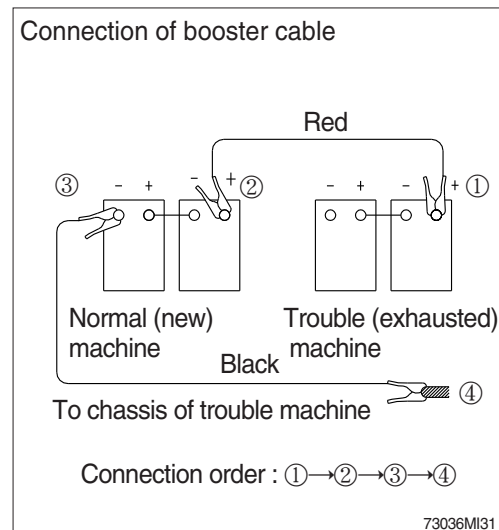 Connection of booster cable
Red
③ - + - + ② - + - + ①
Normal (new) Trouble (exhausted)
machine machine
Black
④
To chassis of trouble machine
Connection order : ①→②→③→④
73036MI31